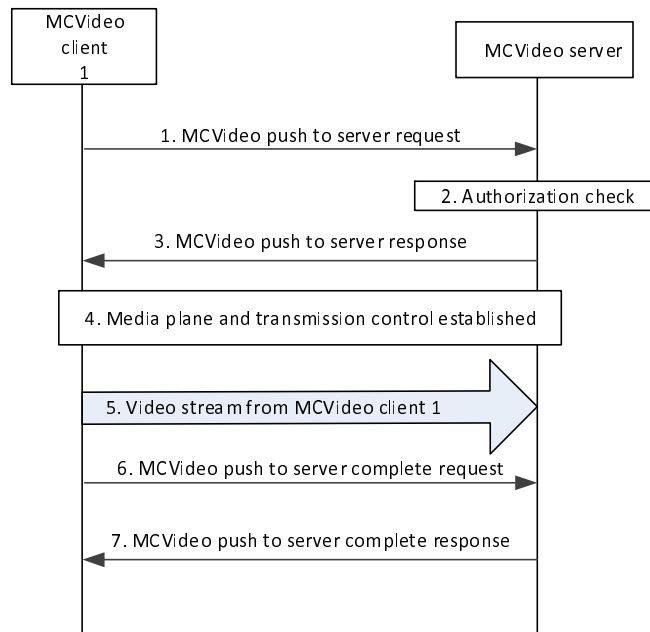 MCVideo
client
1
MCVideo server
1. MCVideo push to server request
2. Authorization check
3. MCVideo push to server response
4. Media plane and transmission control established
5. Video stream from MCVideo client 1
6. MCVideo push to server complete request
7. MCVideo push to server complete response